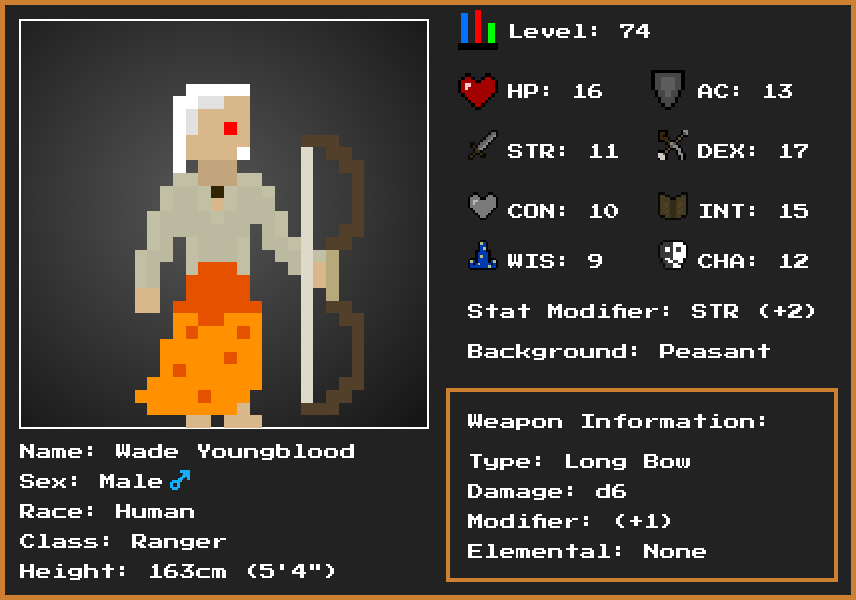 Level: 74
HP: 16 AC: 13
STR: 11 DEX: 17
CON: 10 INT: 15
WIS: 9 CHA: 12
Stat Modifier: STR (+2)
Background: Peasant
Weapon Information:
Type: Long Bow
Damage: d6
Modifier: (+1)
Elemental: None
Name: Wade Youngblood
Sex: Male♂
Race: Human
Class: Ranger
Height: 163cm (5'4")